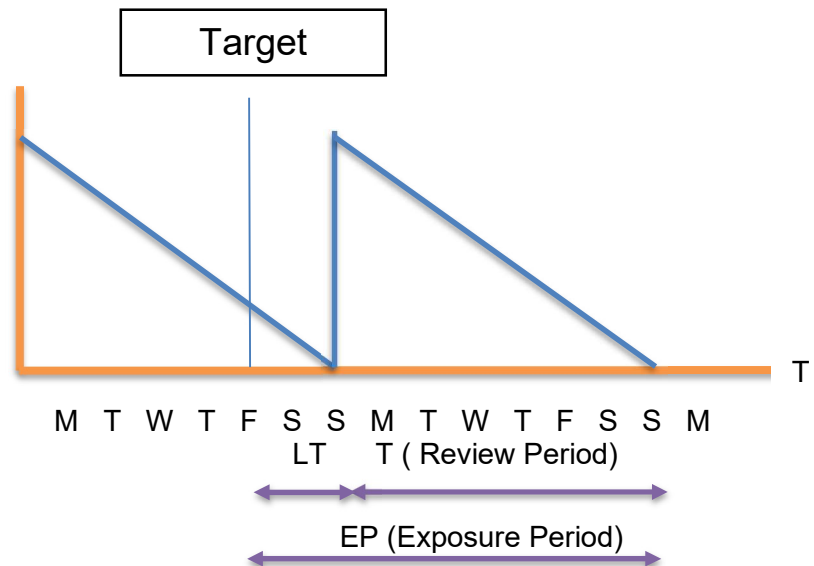 Target
T
M T W T F S S M T W T F S S M
LT T ( Review Period)
EP (Exposure Period)